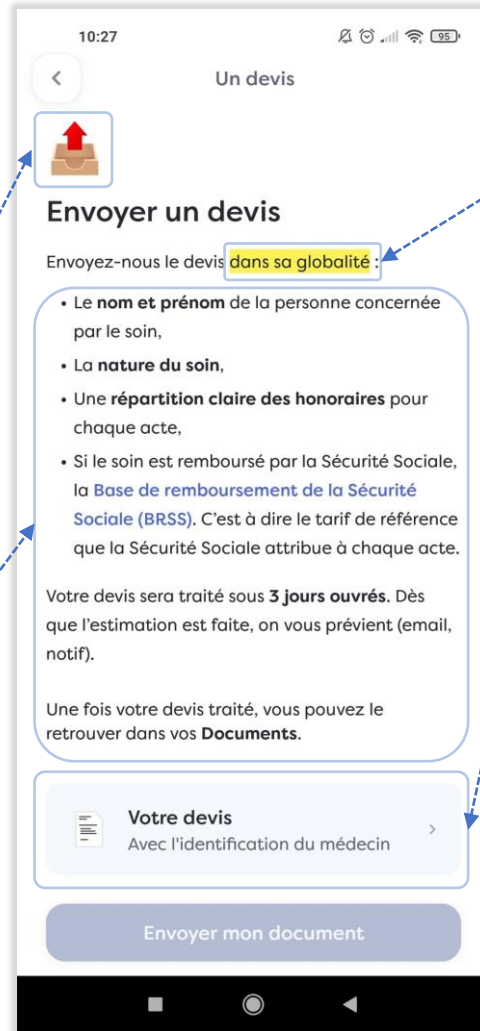 10:27
95
Un devis
Envoyer un devis
Envoyez-nous le devis dans sa globalité :
• Le nom et prénom de la personne concernée
par le soin,
• La nature du soin,
• Une répartition claire des honoraires pour
chaque acte,
• Si le soin est remboursé par la Sécurité Sociale,
la Base de remboursement de la Sécurité
Sociale (BRSS). C'est à dire le tarif de référence
que la Sécurité Sociale attribue à chaque acte.
Votre devis sera traité sous 3 jours ouvrés. Dès
que l'estimation est faite, on vous prévient (email,
notif).
Une fois votre devis traité, vous pouvez le
retrouver dans vos Documents.
Votre devis
Avec l'identification du médecin
Envoyer mon document